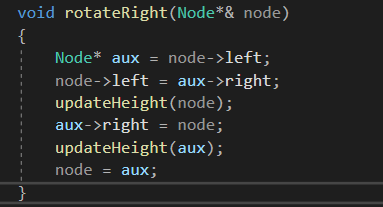 void rotateRight(Node*& node)
{
    Node* aux = node->left;
    node->left = aux->right;
    updateHeight(node);
    aux->right = node;
    updateHeight(aux);
    node = aux;
}